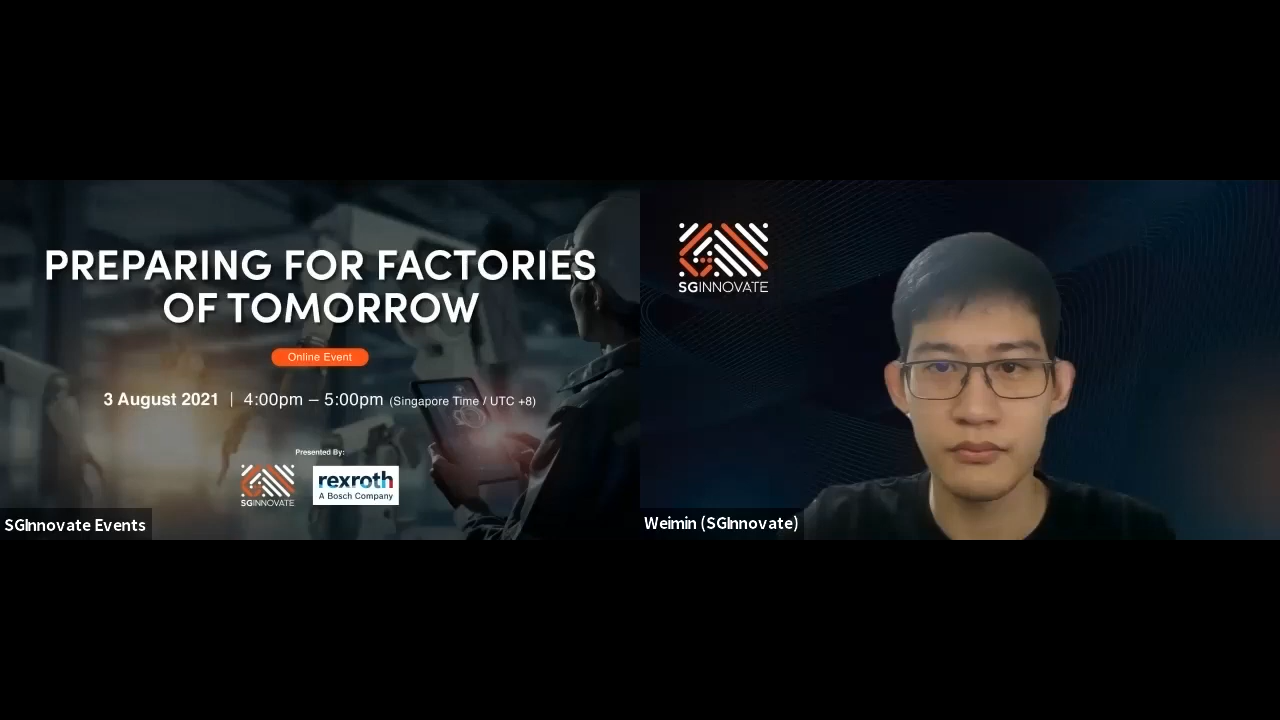 PREPARING FOR FACTORIES
OF TOMORROW
Online Event
3 August 2021 | 4:00pm – 5:00pm (Singapore Time / UTC +8)
Presented By:
SGINNOVATE
rexroth
A Bosch Company
SGInnovate Events
SGINNOVATE
Weimin (SGInnovate)